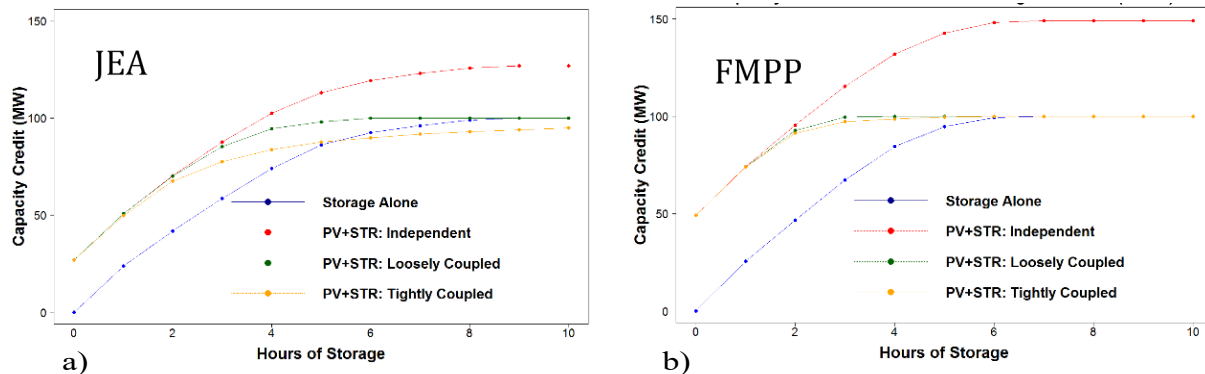 JEA
Capacity Credit (MW)
150
100
50
0
Storage Alone
PV+STR: Independent
PV+STR: Loosely Coupled
PV+STR: Tightly Coupled
0 2 4 6 8 10
Hours of Storage
a)
FMPP
Capacity Credit (MW)
150
100
50
0
Storage Alone
PV+STR: Independent
PV+STR: Loosely Coupled
PV+STR: Tightly Coupled
0 2 4 6 8 10
Hours of Storage
b)